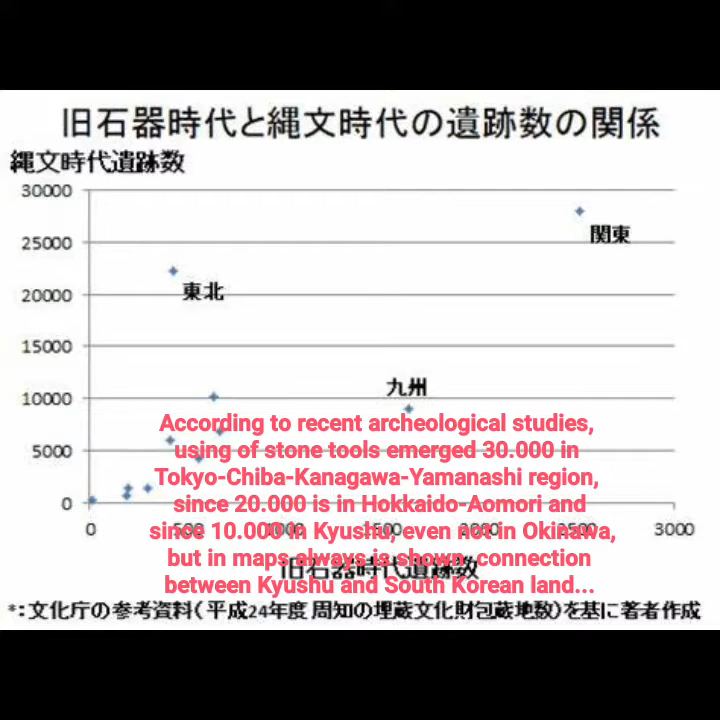 旧石器時代と縄文時代の遺跡数の関係
縄文時代遺跡数
30000
25000
20000
15000
10000
5000
0
関東
東北
九州
According to recent archeological studies,
using of stone tools emerged 30.000 in
Tokyo-Chiba-Kanagawa-Yamanashi region,
since 20.000 is in Hokkaido-Aomori and
since 10.000 in Kyushu, even not in Okinawa,
but in maps always is shown connection
between Kyushu and South Korean land...
0 500 1000 1500 2000 2500 3000
旧石器時代遺跡数
*:文化庁の参考資料(平成24年度 周知の埋蔵文化財包蔵地数)を基に著者作成